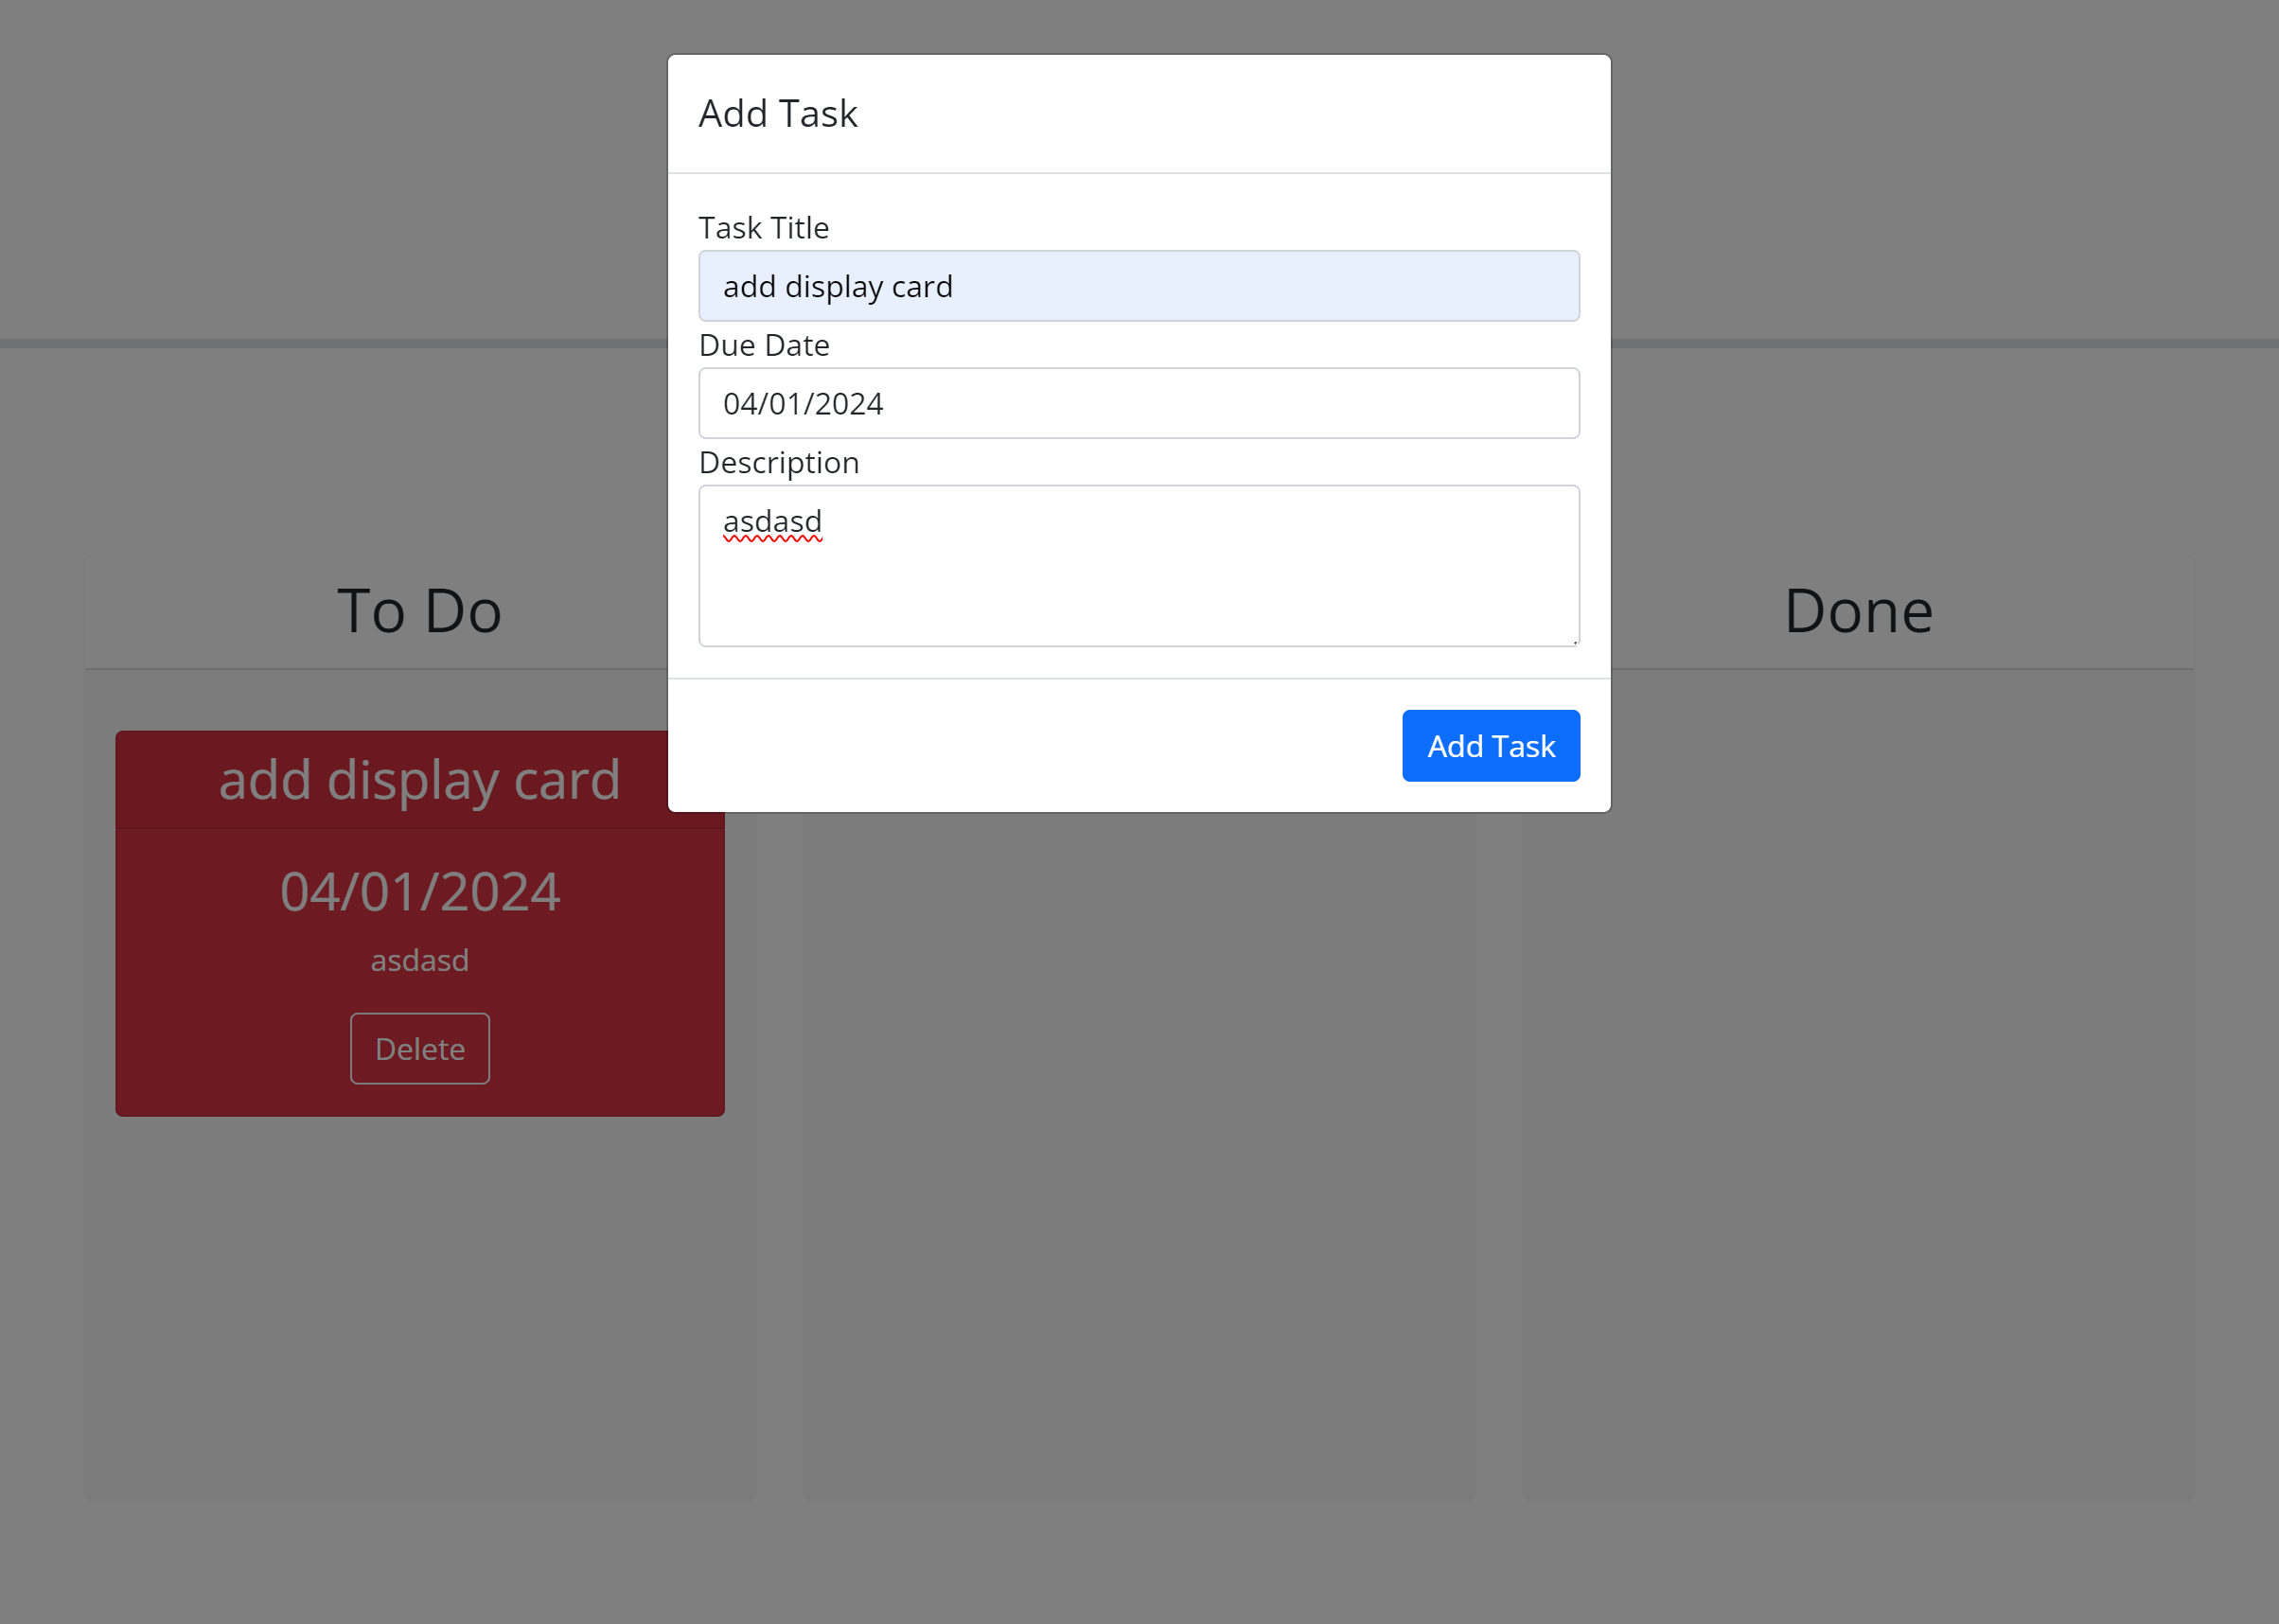 Add Task
Task Title
add display card
Due Date
04/01/2024
Description
asdasd
Add Task
To Do
add display card
04/01/2024
asdasd
Delete
Done